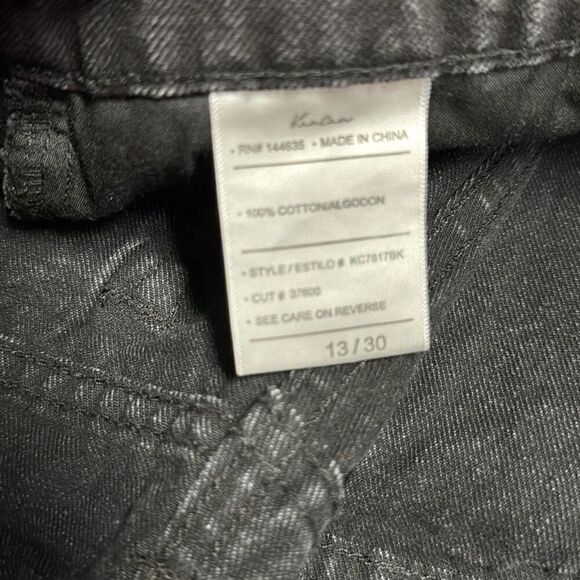 KanCan
• RN# 144635 • MADE IN CHINA
• 100% COTTON/ALGODON
• STYLE / ESTILO # KC7817BK
• CUT # 37600
• SEE CARE ON REVERSE
13 / 30